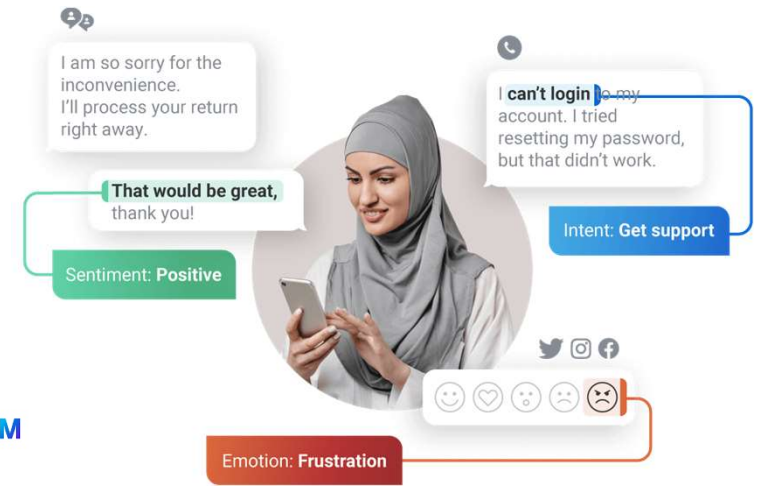 I am so sorry for the
inconvenience.
I’ll process your return
right away.
That would be great,
thank you!
Sentiment: Positive
I can’t login to my
account. I tried
resetting my password,
but that didn’t work.
Intent: Get support
M
Emotion: Frustration